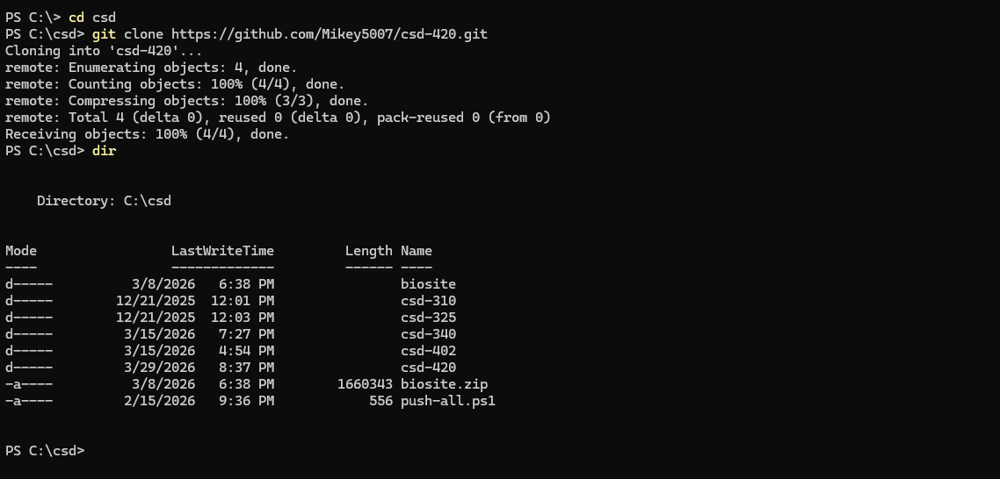 PS C:\> cd csd
PS C:\csd> git clone https://github.com/Mikey5007/csd-420.git
Cloning into 'csd-420'...
remote: Enumerating objects: 4, done.
remote: Counting objects: 100% (4/4), done.
remote: Compressing objects: 100% (3/3), done.
remote: Total 4 (delta 0), reused 0 (delta 0), pack-reused 0 (from 0)
Receiving objects: 100% (4/4), done.
PS C:\csd> dir
    Directory: C:\csd
Mode                 LastWriteTime         Length Name
----                 -------------         ------ ----
d-----          3/8/2026   6:38 PM                biosite
d-----        12/21/2025  12:01 PM                csd-310
d-----        12/21/2025  12:03 PM                csd-325
d-----         3/15/2026   7:27 PM                csd-340
d-----         3/15/2026   4:54 PM                csd-402
d-----         3/29/2026   8:37 PM                csd-420
-a----          3/8/2026   6:38 PM        1660343 biosite.zip
-a----         2/15/2026   9:36 PM            556 push-all.ps1
PS C:\csd>